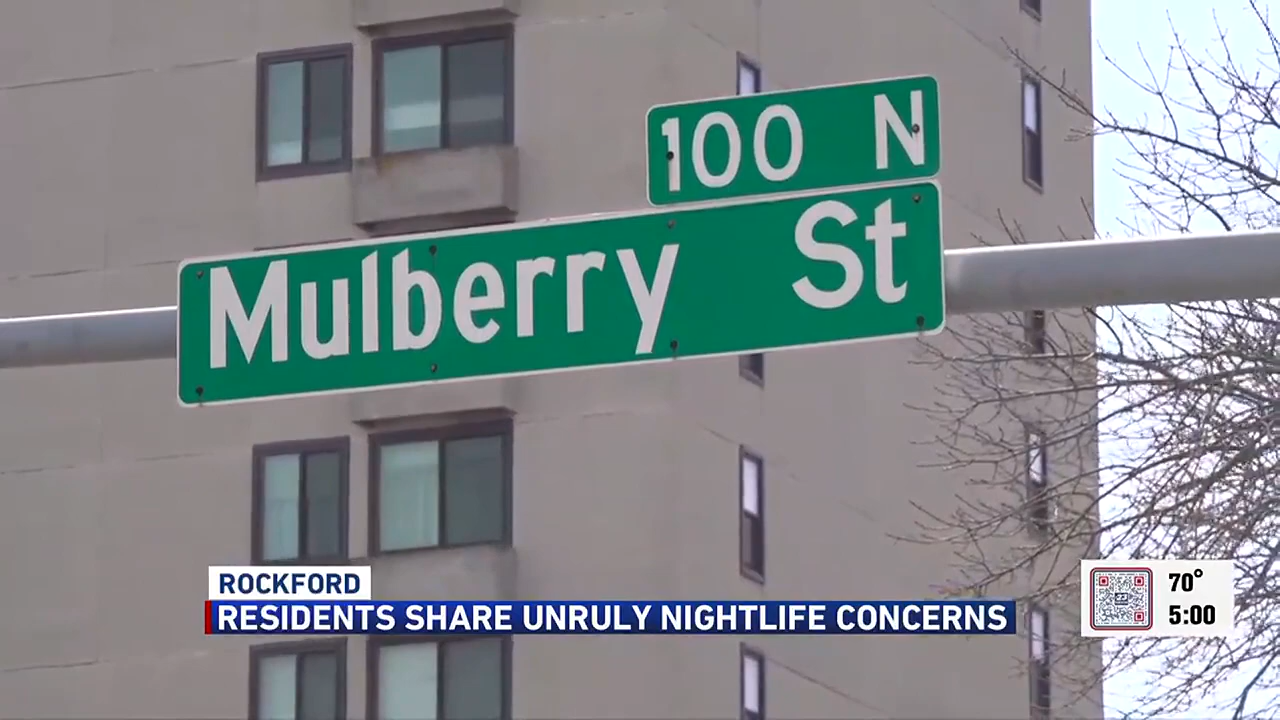 100 N
Mulberry St
ROCKFORD
RESIDENTS SHARE UNRULY NIGHTLIFE CONCERNS
70°
5:00